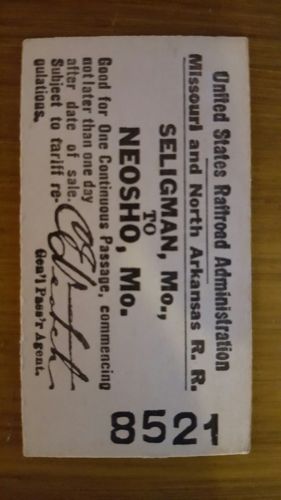 United States Railroad Administration
Missouri and North Arkansas R. R.
SELIGMAN, Mo.,
TO
NEOSHO, Mo.
Good for One Continuous Passage, commencing
not later than one day
after date of sale.
Subject to tariff re-
gulations.
Gen'l Pass'r Agent.
8521